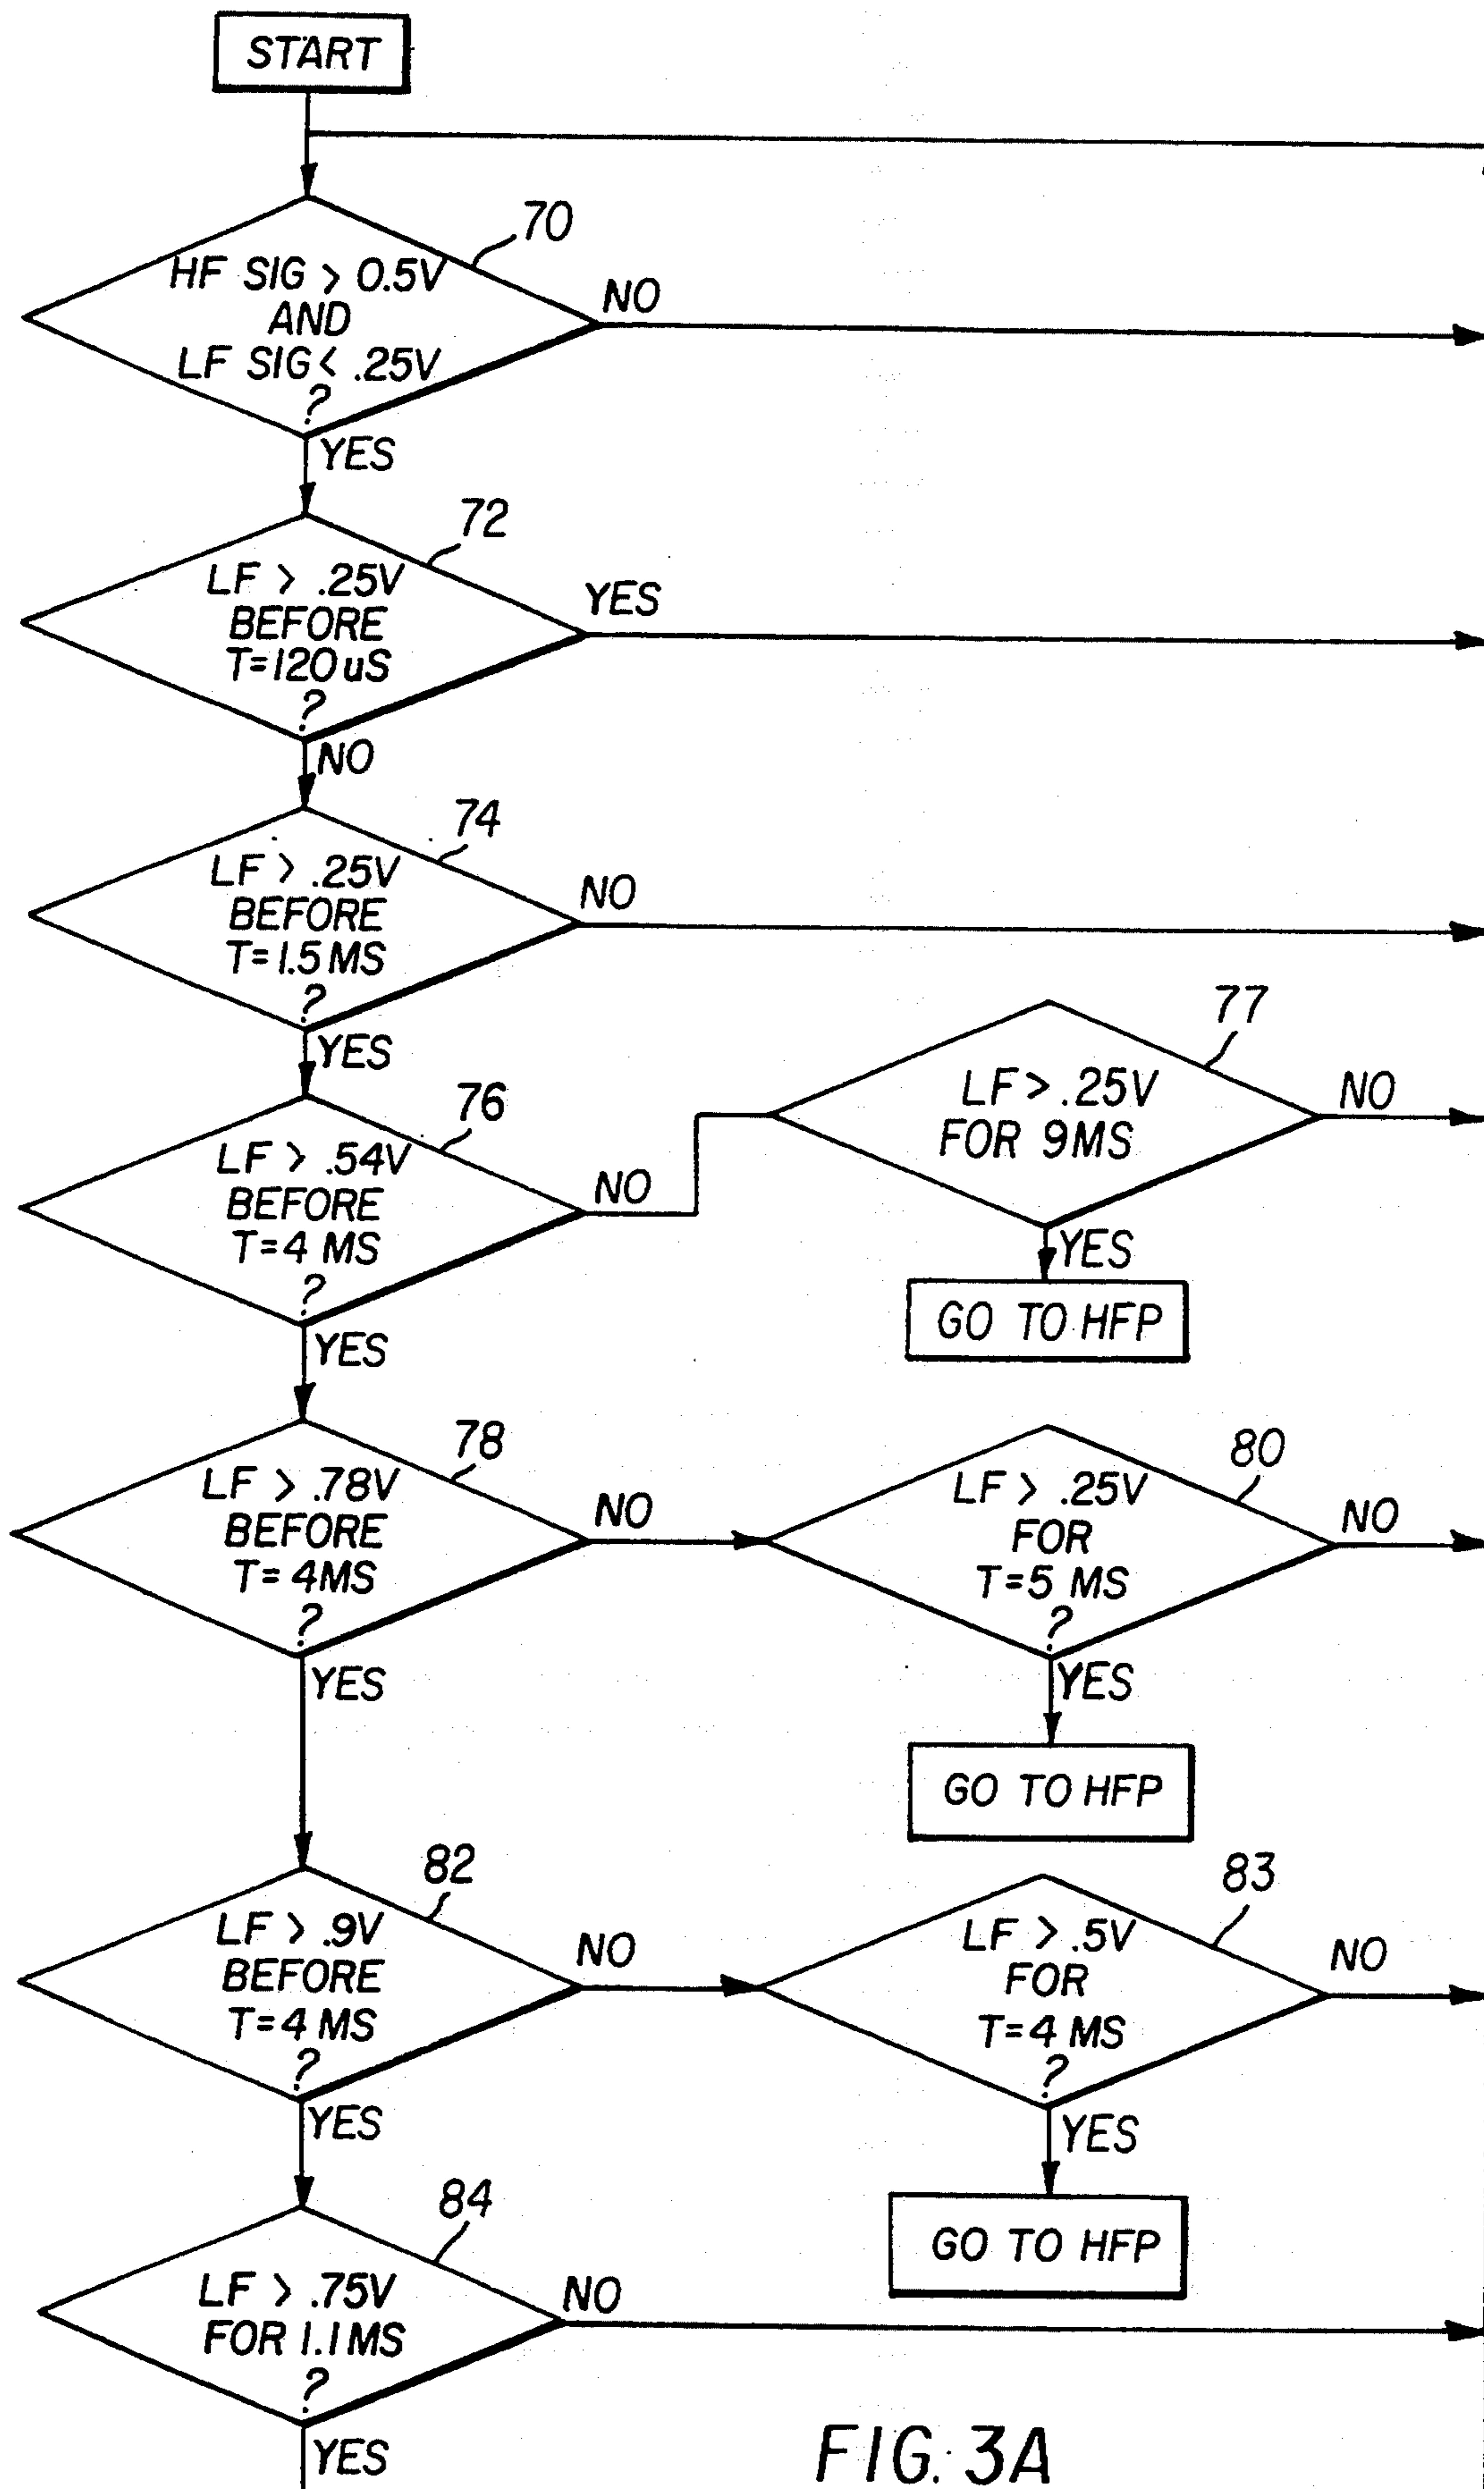 START
70
HF SIG > 0.5V
AND
LF SIG < .25V
?
NO
YES
72
LF > .25V
BEFORE
T=120uS
?
YES
NO
74
LF > .25V
BEFORE
T=1.5MS
?
NO
YES
76
LF > .54V
BEFORE
T=4 MS
?
NO
YES
77
LF > .25V
FOR 9MS
NO
YES
GO TO HFP
78
LF > .78V
BEFORE
T=4MS
?
NO
YES
80
LF > .25V
FOR
T=5 MS
?
NO
YES
GO TO HFP
82
LF > .9V
BEFORE
T=4 MS
?
NO
YES
83
LF > .5V
FOR
T=4 MS
?
NO
YES
GO TO HFP
84
LF > .75V
FOR 1.1MS
?
NO
YES
FIG. 3A